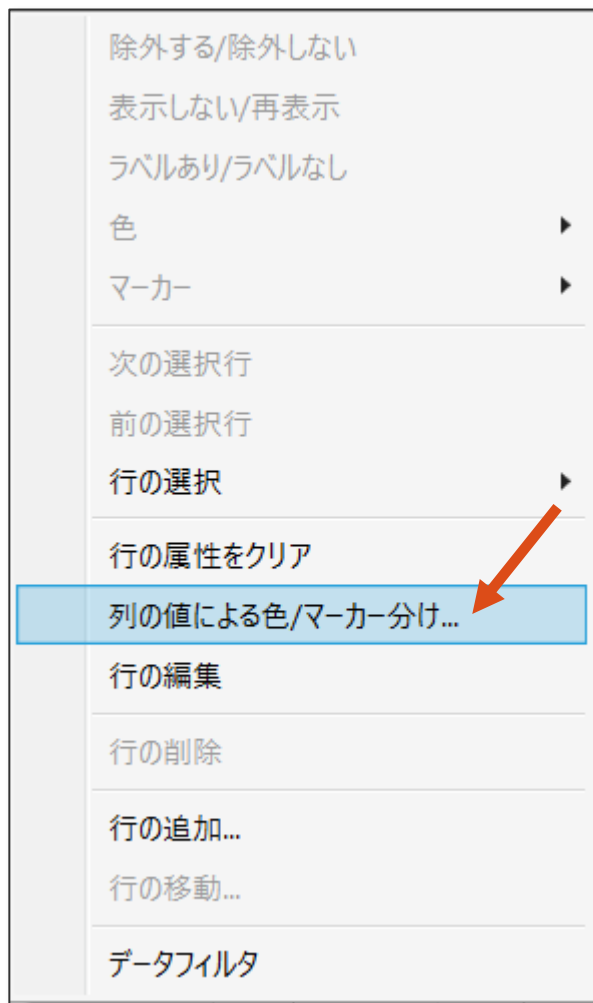 除外する/除外しない
表示しない/再表示
ラベルあり/ラベルなし
色
マーカー
次の選択行
前の選択行
行の選択
行の属性をクリア
列の値による色/マーカー分け...
行の編集
行の削除
行の追加...
行の移動...
データフィルタ